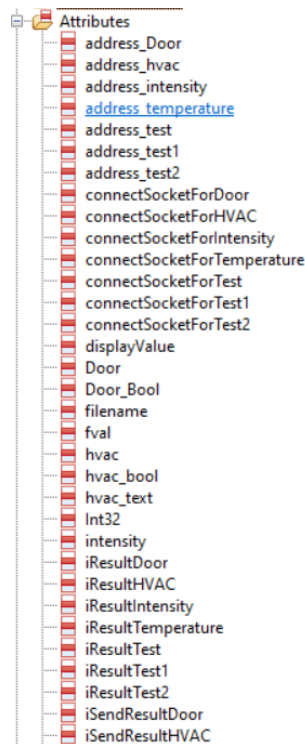 Attributes
address_Door
address_hvac
address_intensity
address_temperature
address_test
address_test1
address_test2
connectSocketForDoor
connectSocketForHVAC
connectSocketForIntensity
connectSocketForTemperature
connectSocketForTest
connectSocketForTest1
connectSocketForTest2
displayValue
Door
Door_Bool
filename
fval
hvac
hvac_bool
hvac_text
Int32
intensity
iResultDoor
iResultHVAC
iResultIntensity
iResultTemperature
iResultTest
iResultTest1
iResultTest2
iSendResultDoor
iSendResultHVAC